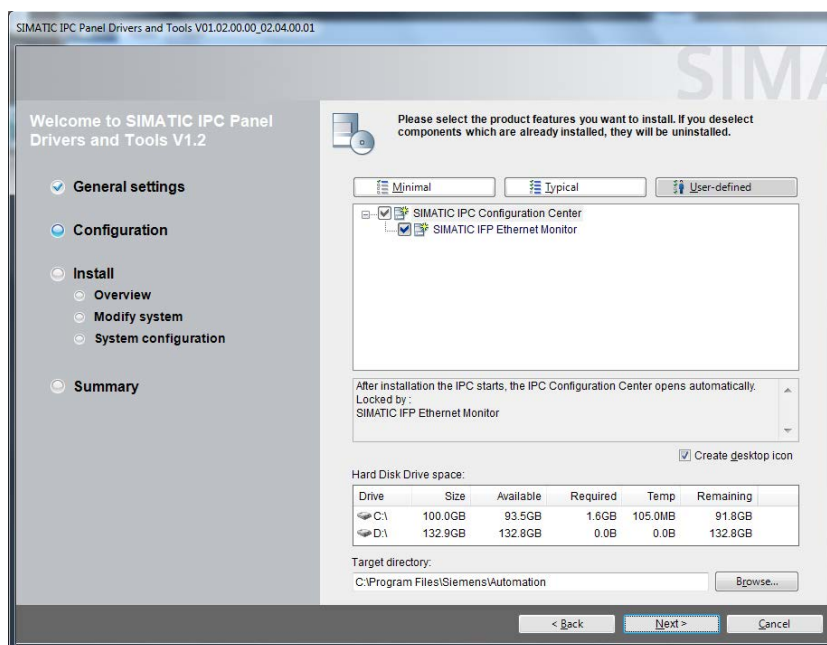 SIMATIC IPC Panel Drivers and Tools V01.02.00.00_02.04.00.01
Welcome to SIMATIC IPC Panel
Drivers and Tools V1.2
General settings
Configuration
Install
Overview
Modify system
System configuration
Summary
Please select the product features you want to install. If you deselect
components which are already installed, they will be uninstalled.
Minimal Typical User-defined
SIMATIC IPC Configuration Center
SIMATIC IFP Ethernet Monitor
After installation the IPC starts, the IPC Configuration Center opens automatically.
Locked by :
SIMATIC IFP Ethernet Monitor
Create desktop icon
Hard Disk Drive space:
Drive Size Available Required Temp Remaining
C:\ 100.0GB 93.5GB 1.6GB 105.0MB 91.8GB
D:\ 132.9GB 132.8GB 0.0B 0.0B 132.8GB
Target directory:
C:\Program Files\Siemens\Automation Browse...
< Back Next > Cancel